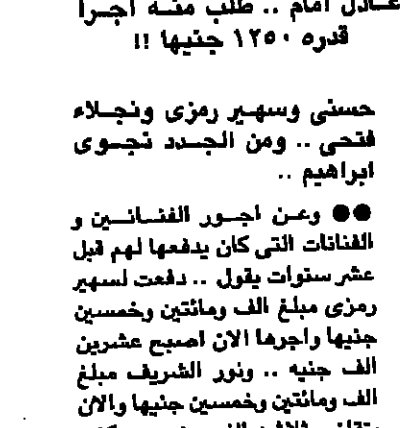 عادل امام .. طلب منه اجرا
قدره ١٢٥٠ جنيها !!
حسنى وسهير رمزى ونجلاء
فتحى .. ومن الجدد نجوى
ابراهيم ..
●● وعن اجور الفنانين و
الفنانات التى كان يدفعها لهم قبل
عشر سنوات يقول .. دفعت لسهير
رمزى مبلغ الف ومائتين وخمسين
جنيها واجرها الان اصبح عشرين
الف جنيه .. ونور الشريف مبلغ
الف ومائتين وخمسين جنيها والان